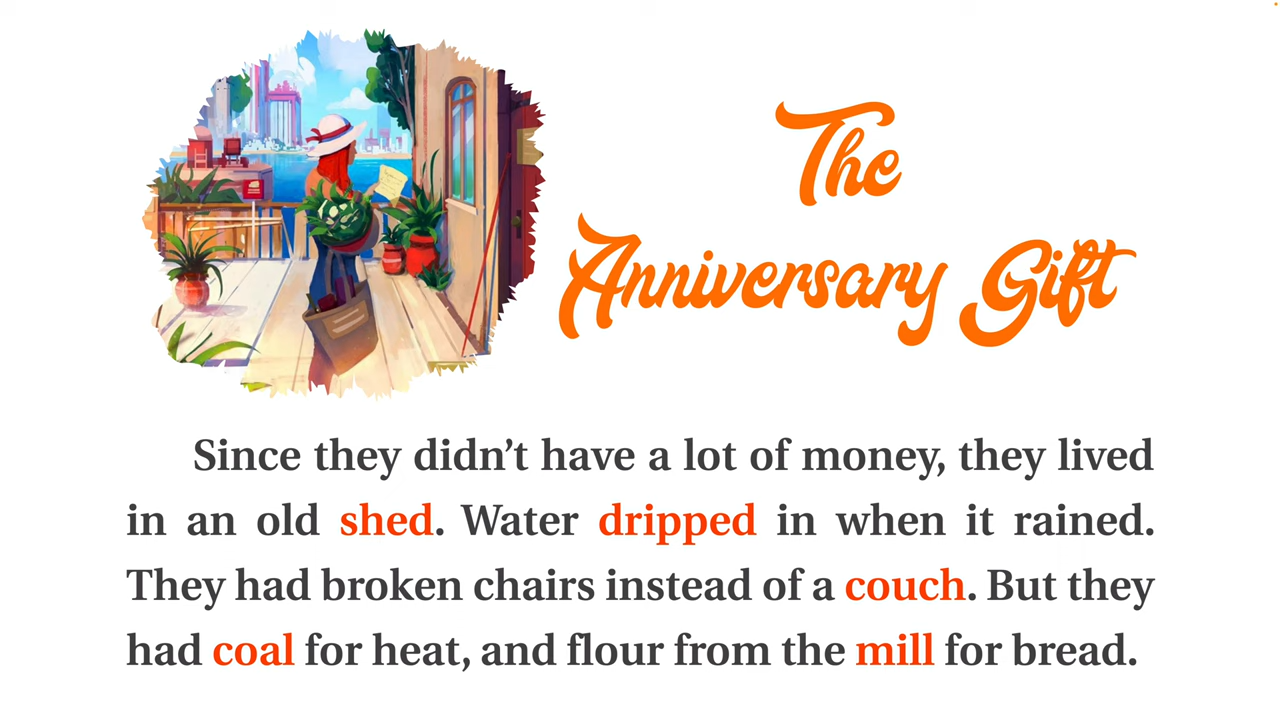 The
Anniversary Gift
Since they didn’t have a lot of money, they lived
in an old shed. Water dripped in when it rained.
They had broken chairs instead of a couch. But they
had coal for heat, and flour from the mill for bread.